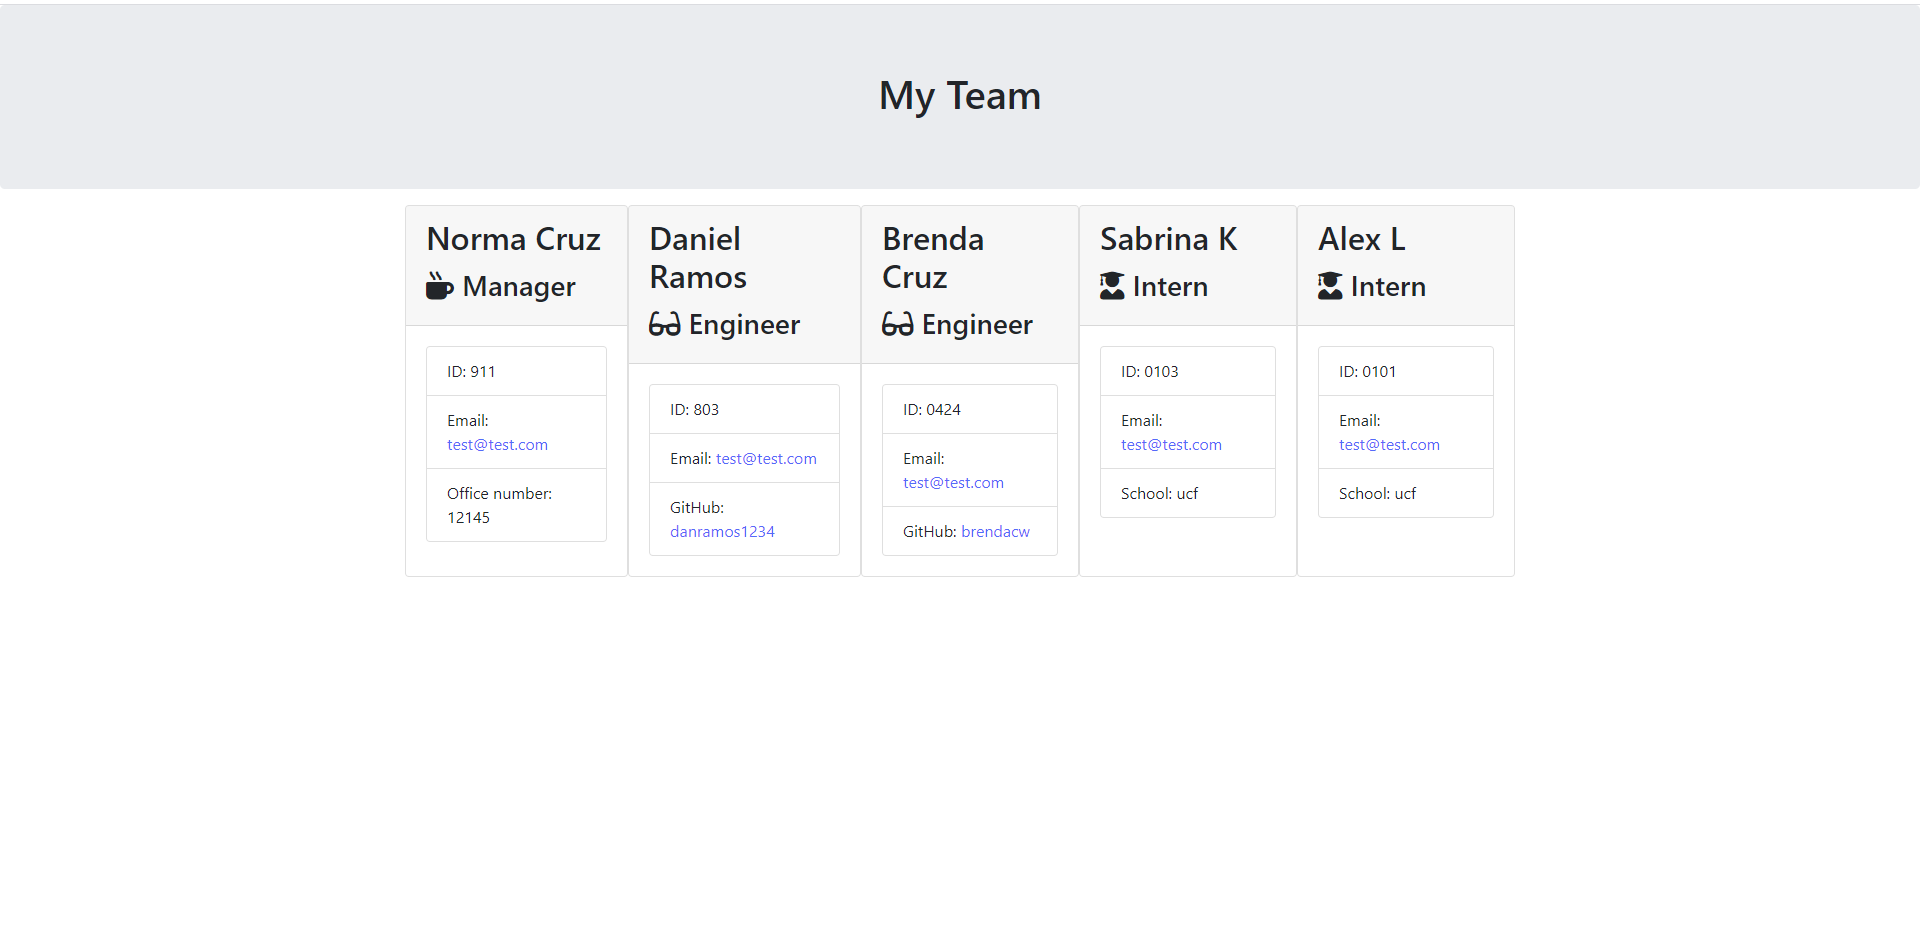 My Team
Norma Cruz
Manager
ID: 911
Email:
test@test.com
Office number:
12145
Daniel
Ramos
Engineer
ID: 803
Email: test@test.com
GitHub:
danramos1234
Brenda
Cruz
Engineer
ID: 0424
Email:
test@test.com
GitHub: brendacw
Sabrina K
Intern
ID: 0103
Email:
test@test.com
School: ucf
Alex L
Intern
ID: 0101
Email:
test@test.com
School: ucf